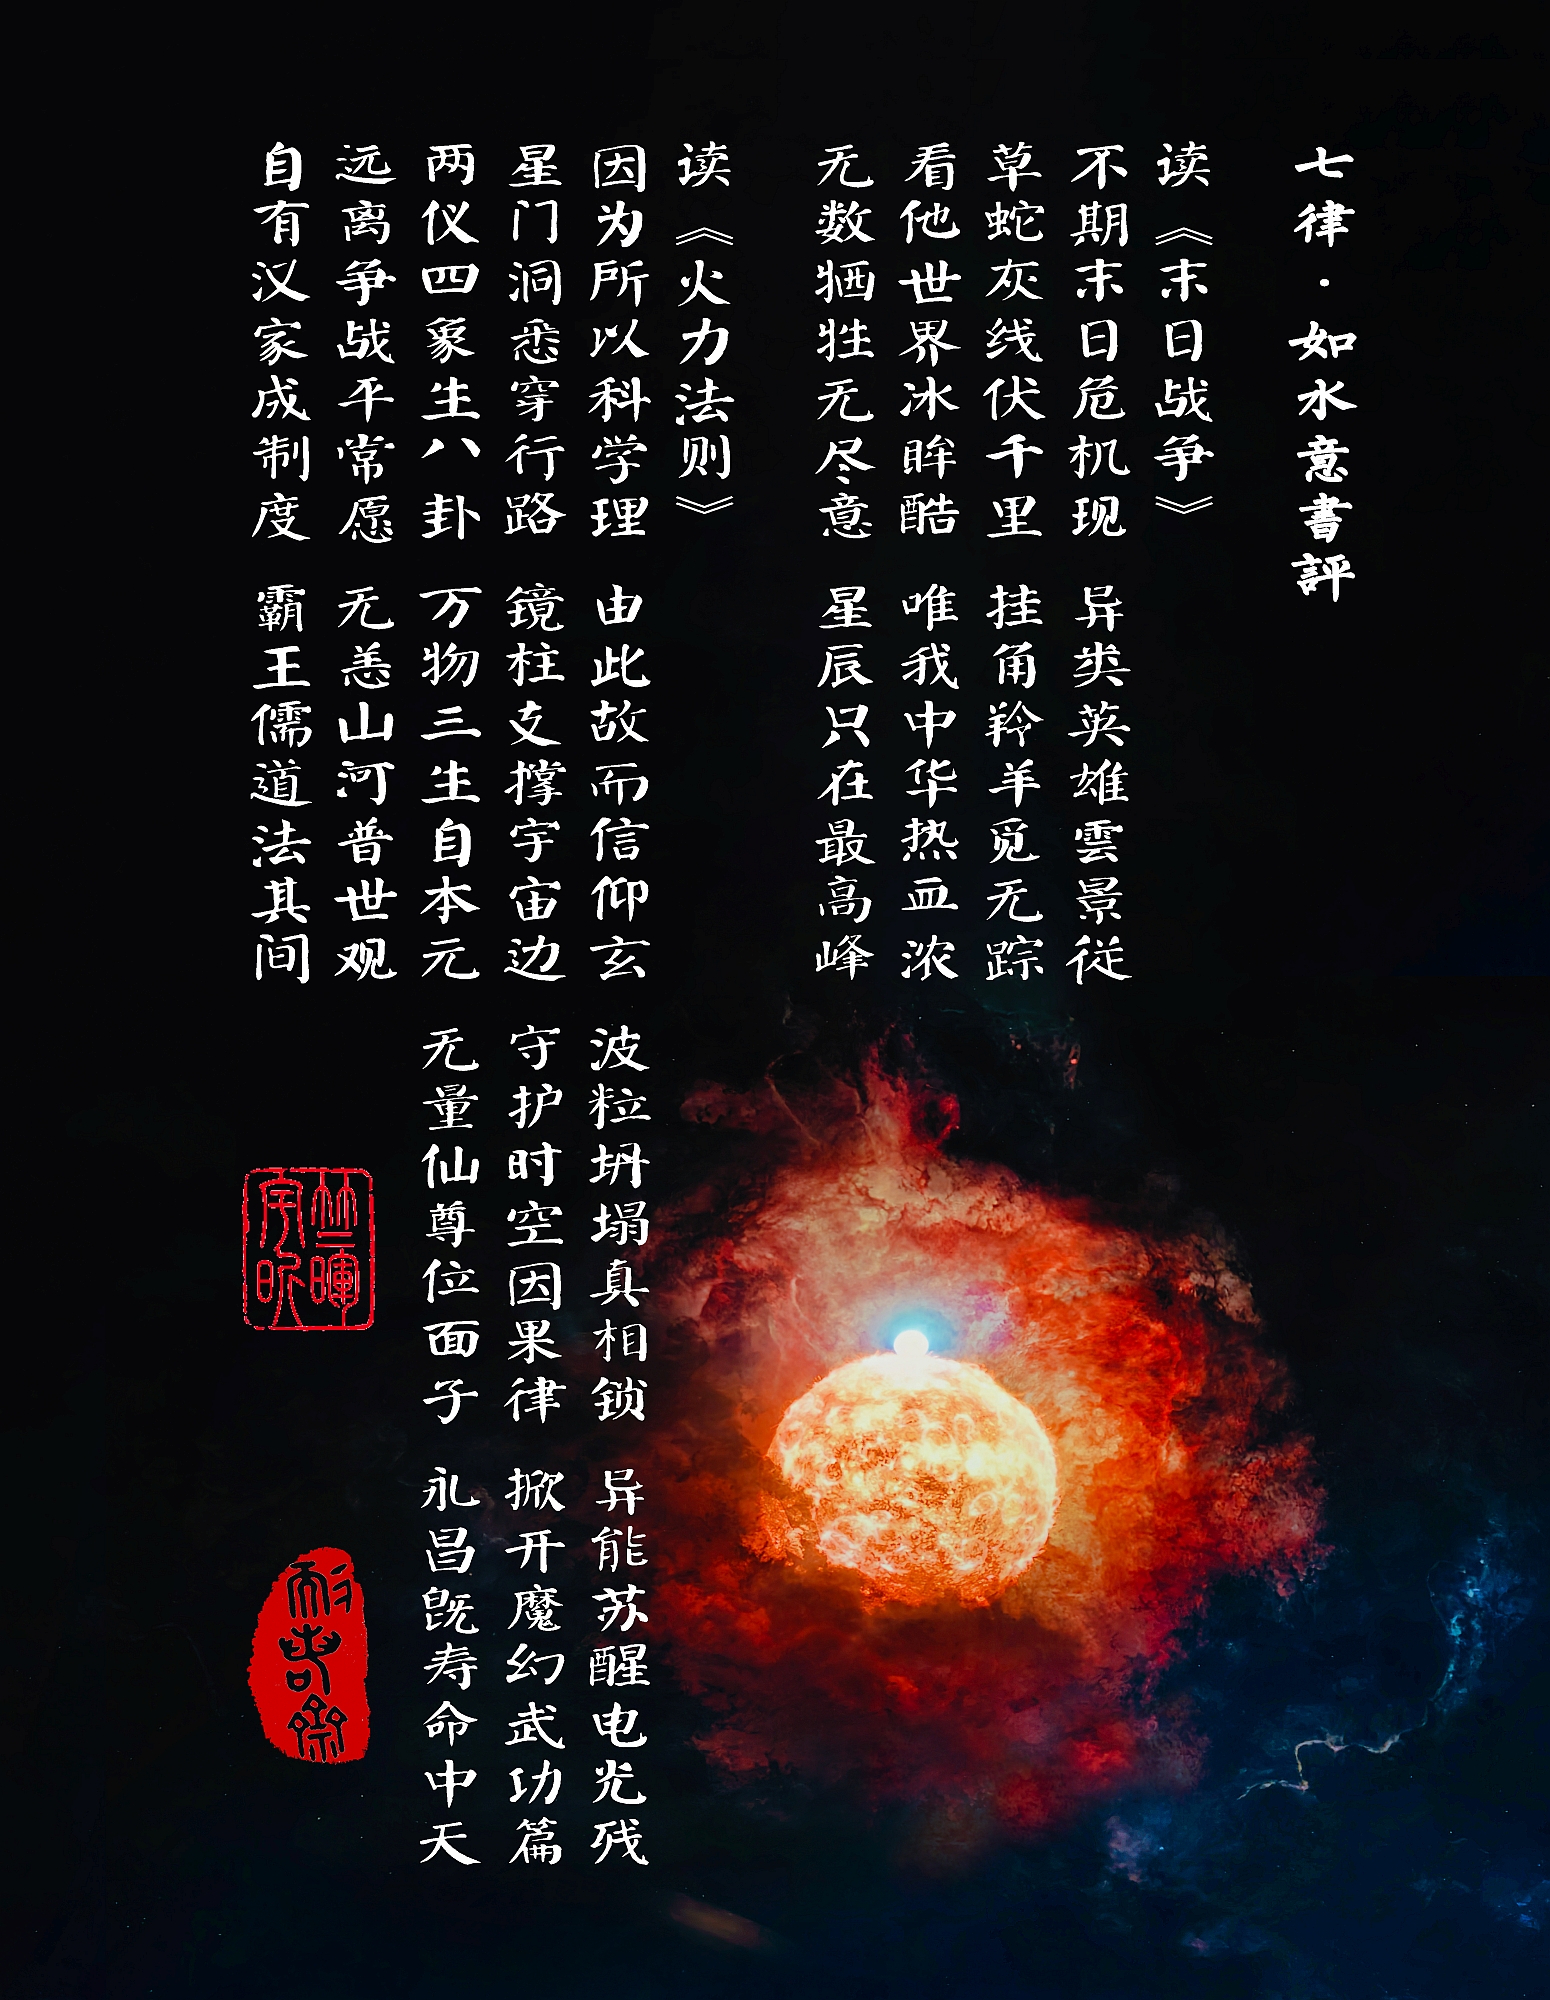 七律·如水意書評
读《末日战争》
不期末日危机现 异类英雄雲景従
草蛇灰线伏千里 挂角羚羊觅无踪
看他世界冰眸酷 唯我中华热血浓
无数牺牲无尽意 星辰只在最高峰
读《火力法则》
因为所以科学理 由此故而信仰玄 波粒坍塌真相锁 异能苏醒电光残
星门洞悉穿行路 镜柱支撑宇宙边 守护时空因果律 掀开魔幻武功篇
两仪四象生八卦 万物三生自本元 无量仙尊位面子 永昌既寿命中天
远离争战平常愿 无恙山河普世观
自有汉家成制度 霸王儒道法其间